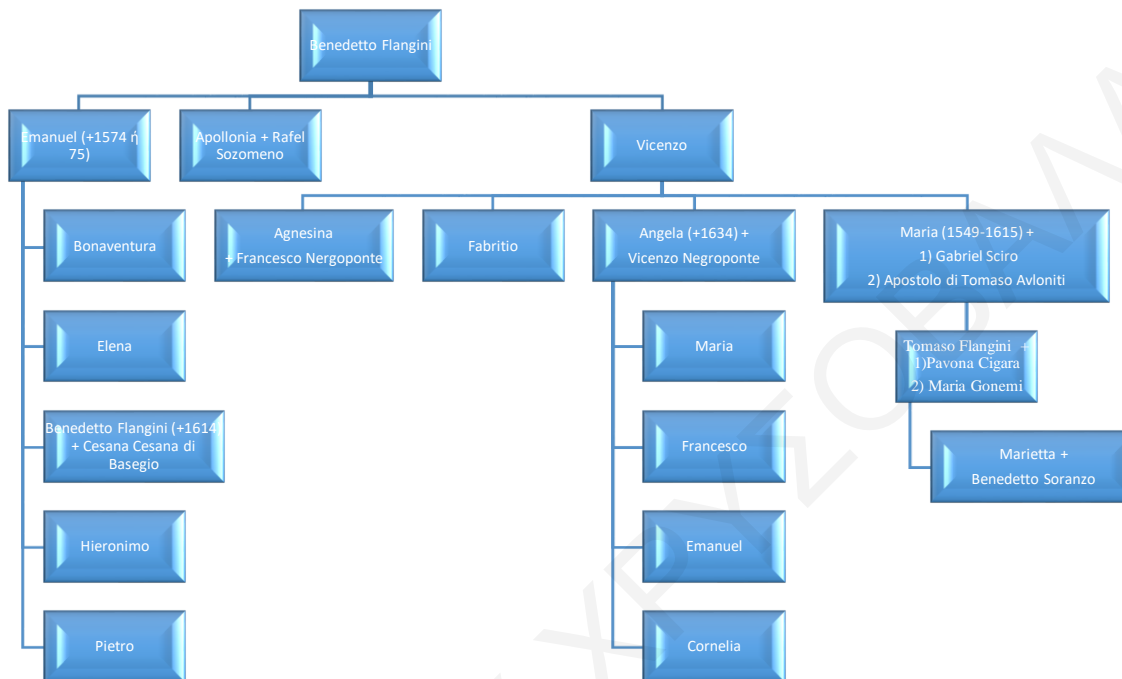 Benedetto Flangini
Emanuel (+1574 ή
75)
Apollonia + Rafel
Sozomeno
Vicenzo
Agnesina
+ Francesco Nergoponte
Fabritio
Angela (+1634) +
Vicenzo Negroponte
Maria (1549-1615) +
1) Gabriel Sciro
2) Apostolo di Tomaso Avloniti
Bonaventura
Elena
Benedetto Flangini (+1614
+ Cesana Cesana di
Basegio
Hieronimo
Pietro
Maria
Francesco
Emanuel
Cornelia
Tomaso Flangini +
1)Pavona Cigara
2) Maria Gonemi
Marietta +
Benedetto Soranzo